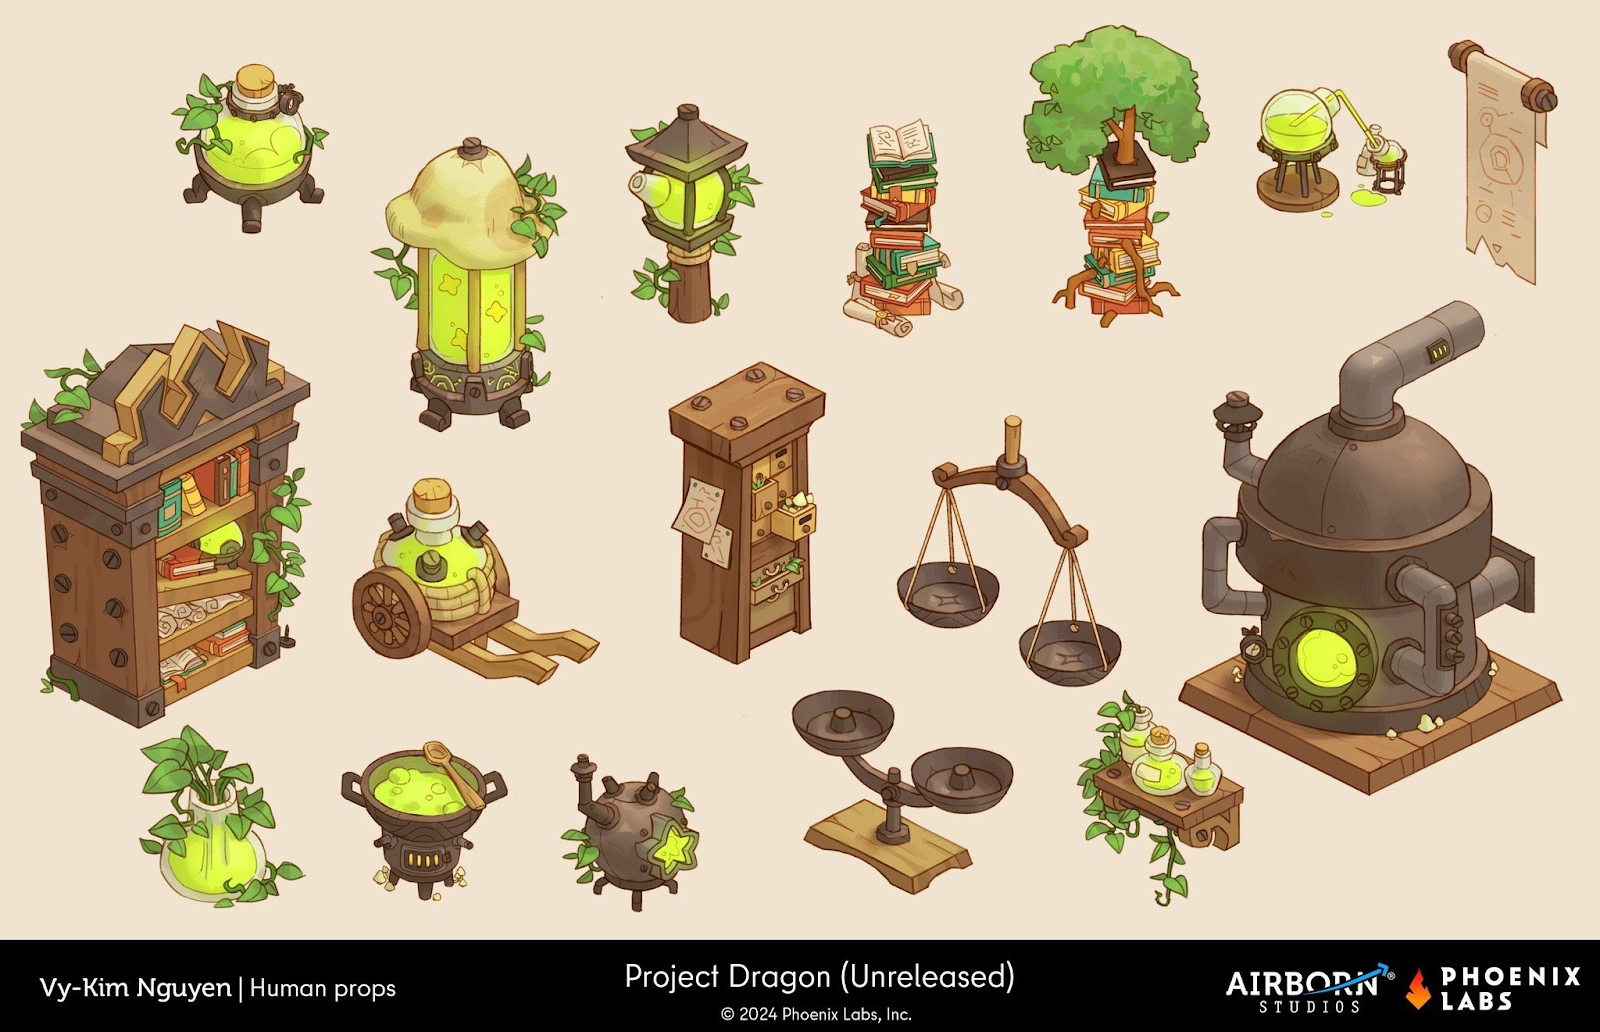 Vy-Kim Nguyen | Human props
Project Dragon (Unreleased)
© 2024 Phoenix Labs, Inc.
AIRBORN®
STUDIOS
PHOENIX
LABS